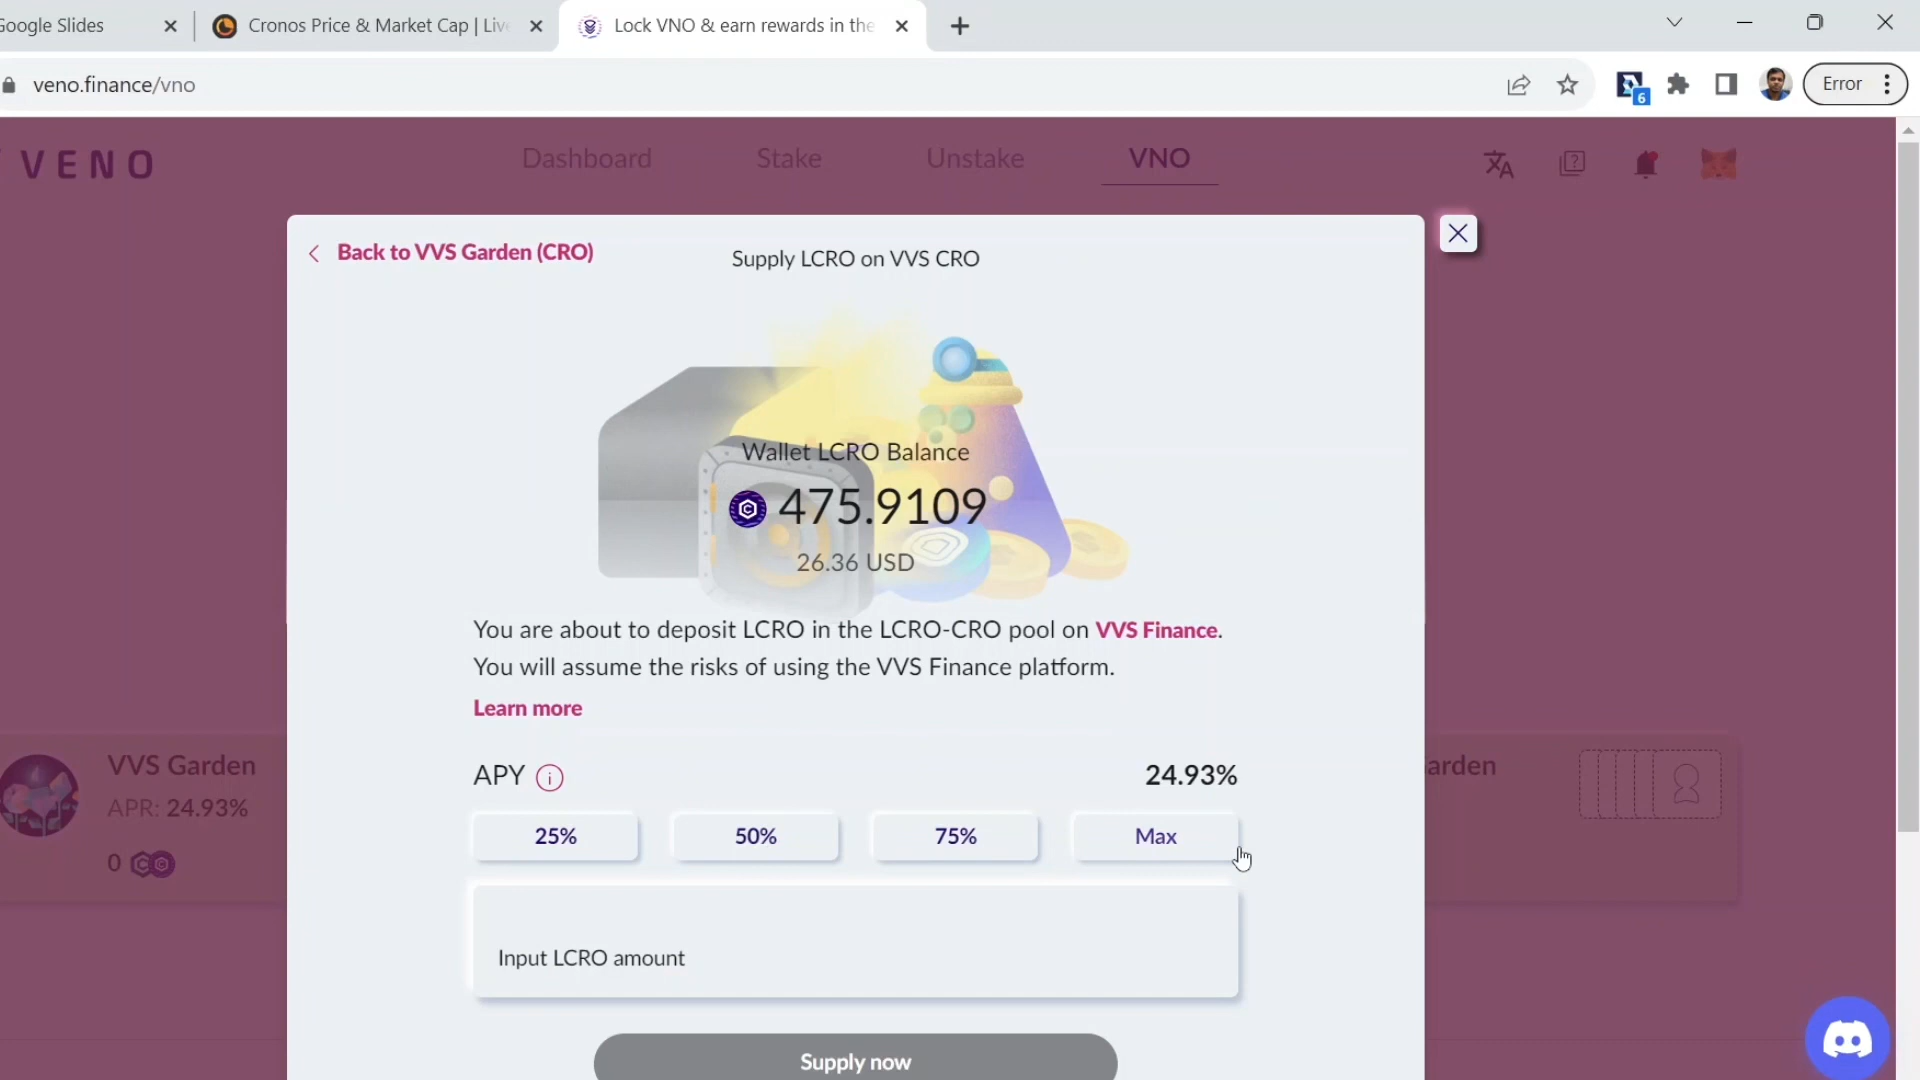 Google Slides
Cronos Price & Market Cap | Liv
Lock VNO & earn rewards in the
veno.finance/vno
6
Error
VENO
Dashboard
Stake
Unstake
VNO
Back to VVS Garden (CRO)
Supply LCRO on VVS CRO
Wallet LCRO Balance
475.9109
26.36 USD
You are about to deposit LCRO in the LCRO-CRO pool on VVS Finance.
You will assume the risks of using the VVS Finance platform.
Learn more
VVS Garden
APR: 24.93%
0
arden
APY
24.93%
25%
50%
75%
Max
Input LCRO amount
Supply now